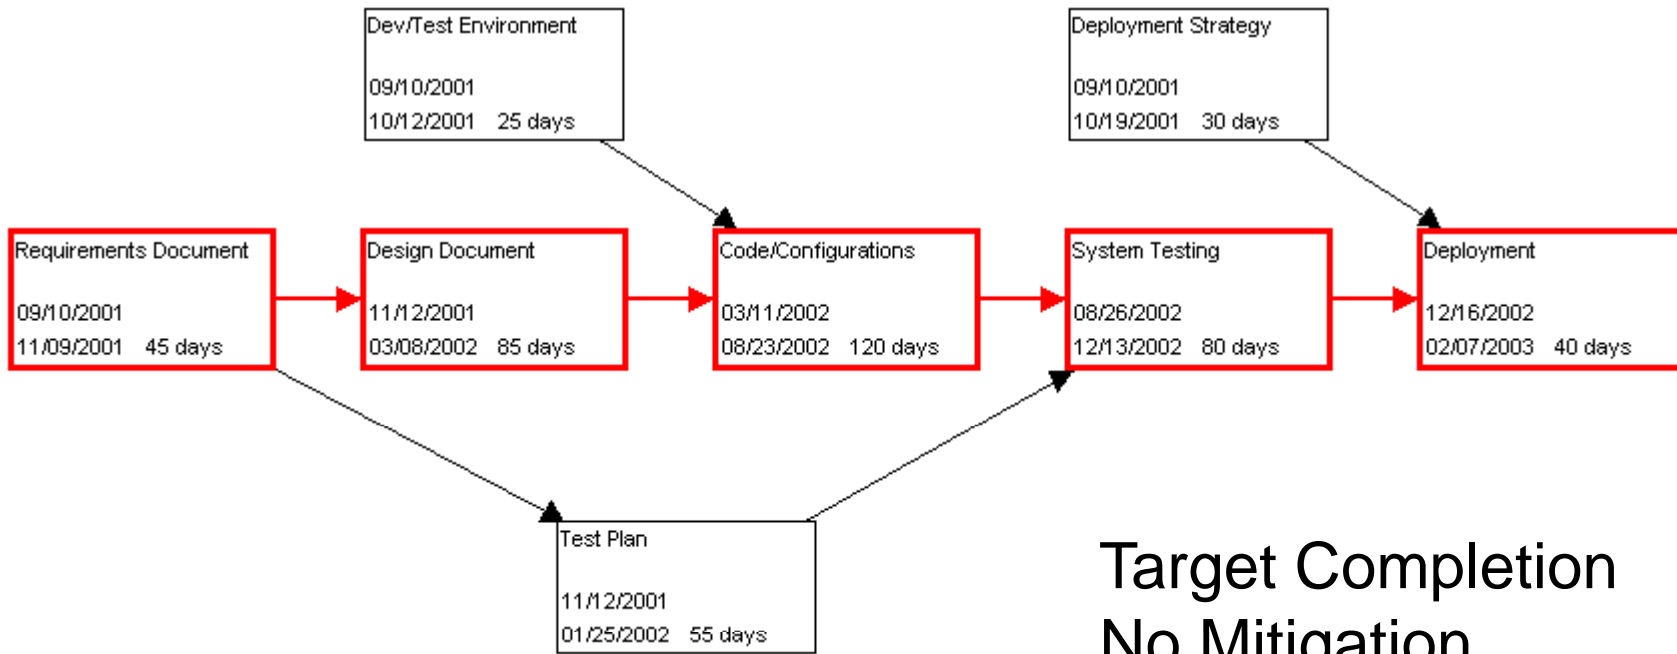 Dev/Test Environment
09/10/2001
10/12/2001 25 days
Deployment Strategy
09/10/2001
10/19/2001 30 days
Requirements Document
09/10/2001
11/09/2001 45 days
Design Document
11/12/2001
03/08/2002 85 days
Code/Configurations
03/11/2002
08/23/2002 120 days
System Testing
08/26/2002
12/13/2002 80 days
Deployment
12/16/2002
02/07/2003 40 days
Test Plan
11/12/2001
01/25/2002 55 days
Target Completion
No Mitigation